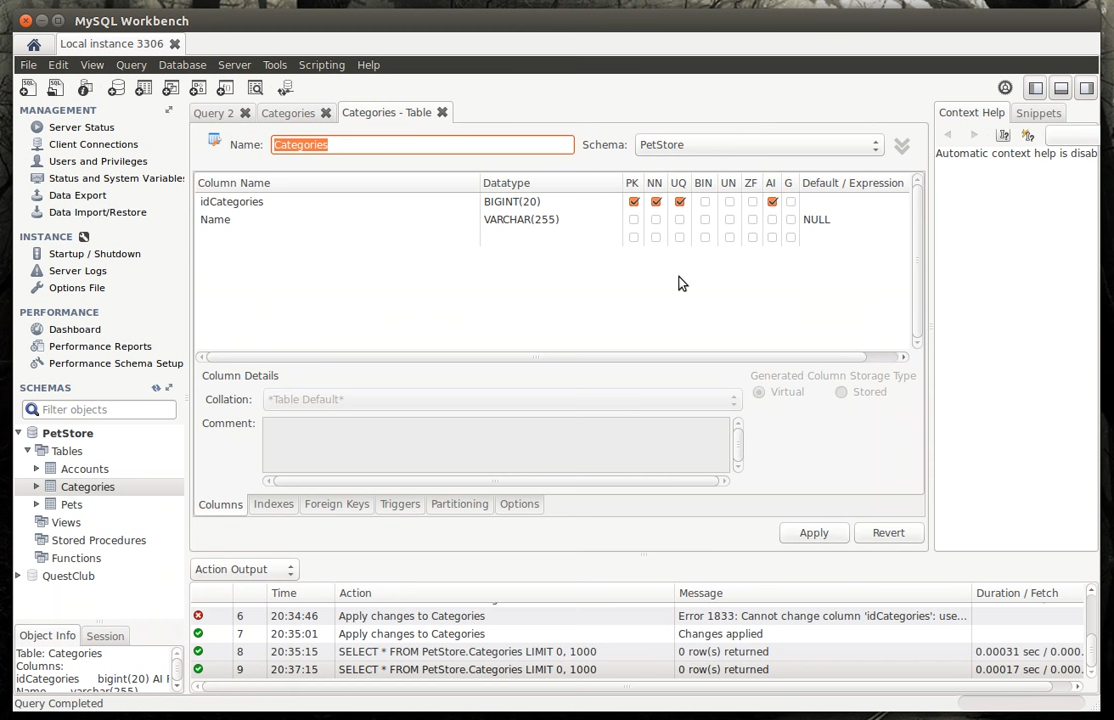 MySQL Workbench
Local instance 3306
File Edit View Query Database Server Tools Scripting Help
MANAGEMENT
Server Status
Client Connections
Users and Privileges
Status and System Variables
Data Export
Data Import/Restore
INSTANCE
Startup / Shutdown
Server Logs
Options File
PERFORMANCE
Dashboard
Performance Reports
Performance Schema Setup
SCHEMAS
Filter objects
PetStore
Tables
Accounts
Categories
Pets
Views
Stored Procedures
Functions
QuestClub
Object Info Session
Table: Categories
Columns:
idCategories bigint(20) AI
Name varchar(255)
Query 2 Categories Categories - Table
Name: Categories Schema: PetStore
Column Name Datatype PK NN UQ BIN UN ZF AI G Default / Expression
idCategories BIGINT(20)
Name VARCHAR(255) NULL
Column Details Generated Column Storage Type
Collation: *Table Default* Virtual Stored
Comment:
Columns Indexes Foreign Keys Triggers Partitioning Options
Apply Revert
Action Output
Time Action Message Duration / Fetch
6 20:34:46 Apply changes to Categories Error 1833: Cannot change column 'idCategories': use...
7 20:35:01 Apply changes to Categories Changes applied
8 20:35:15 SELECT * FROM PetStore.Categories LIMIT 0, 1000 0 row(s) returned 0.00031 sec / 0.000.
9 20:37:15 SELECT * FROM PetStore.Categories LIMIT 0, 1000 0 row(s) returned 0.00017 sec / 0.000.
Context Help Snippets
Automatic context help is disab
Query Completed